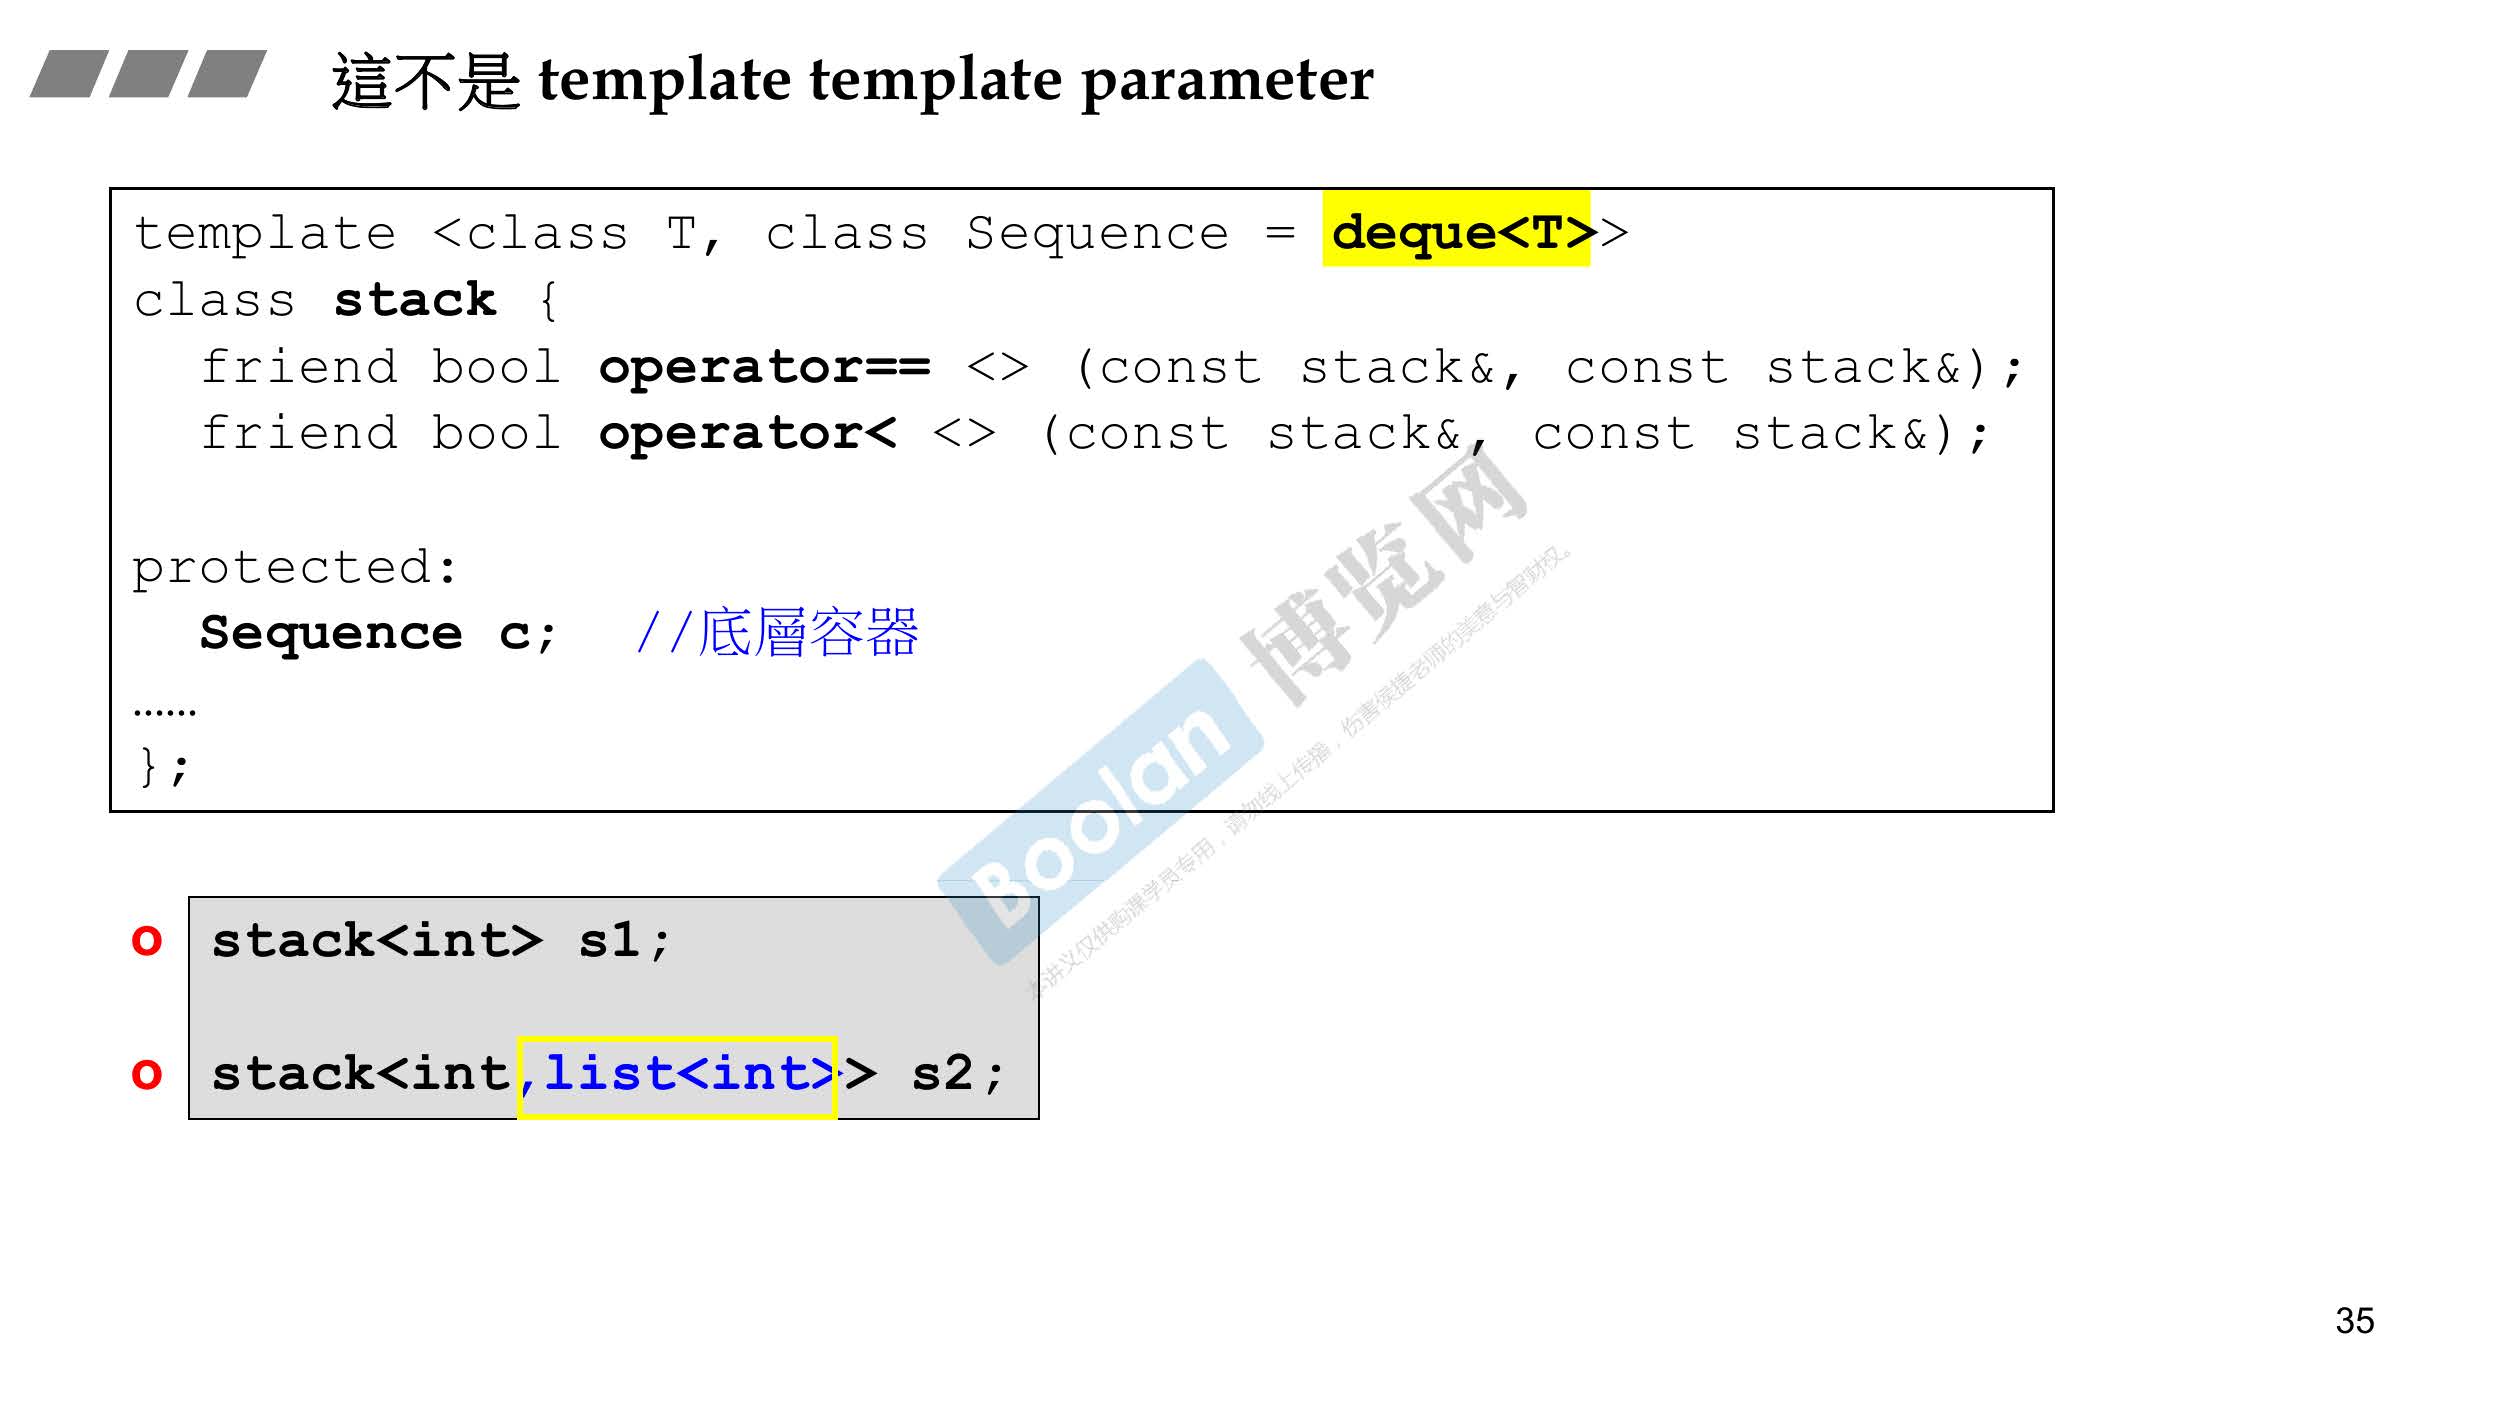 這不是 template template parameter
template <class T, class Sequence = deque<T>>
class stack {
  friend bool operator== <> (const stack&, const stack&);
  friend bool operator< <> (const stack&, const stack&);
protected:
  Sequence c;  //底層容器
……
};
o stack<int> s1;
o stack<int,list<int>> s2;
Boolan 博览网
本讲义仅供购课学员专用，请勿线上传播，伤害侯捷老师的美意与智财权。
35